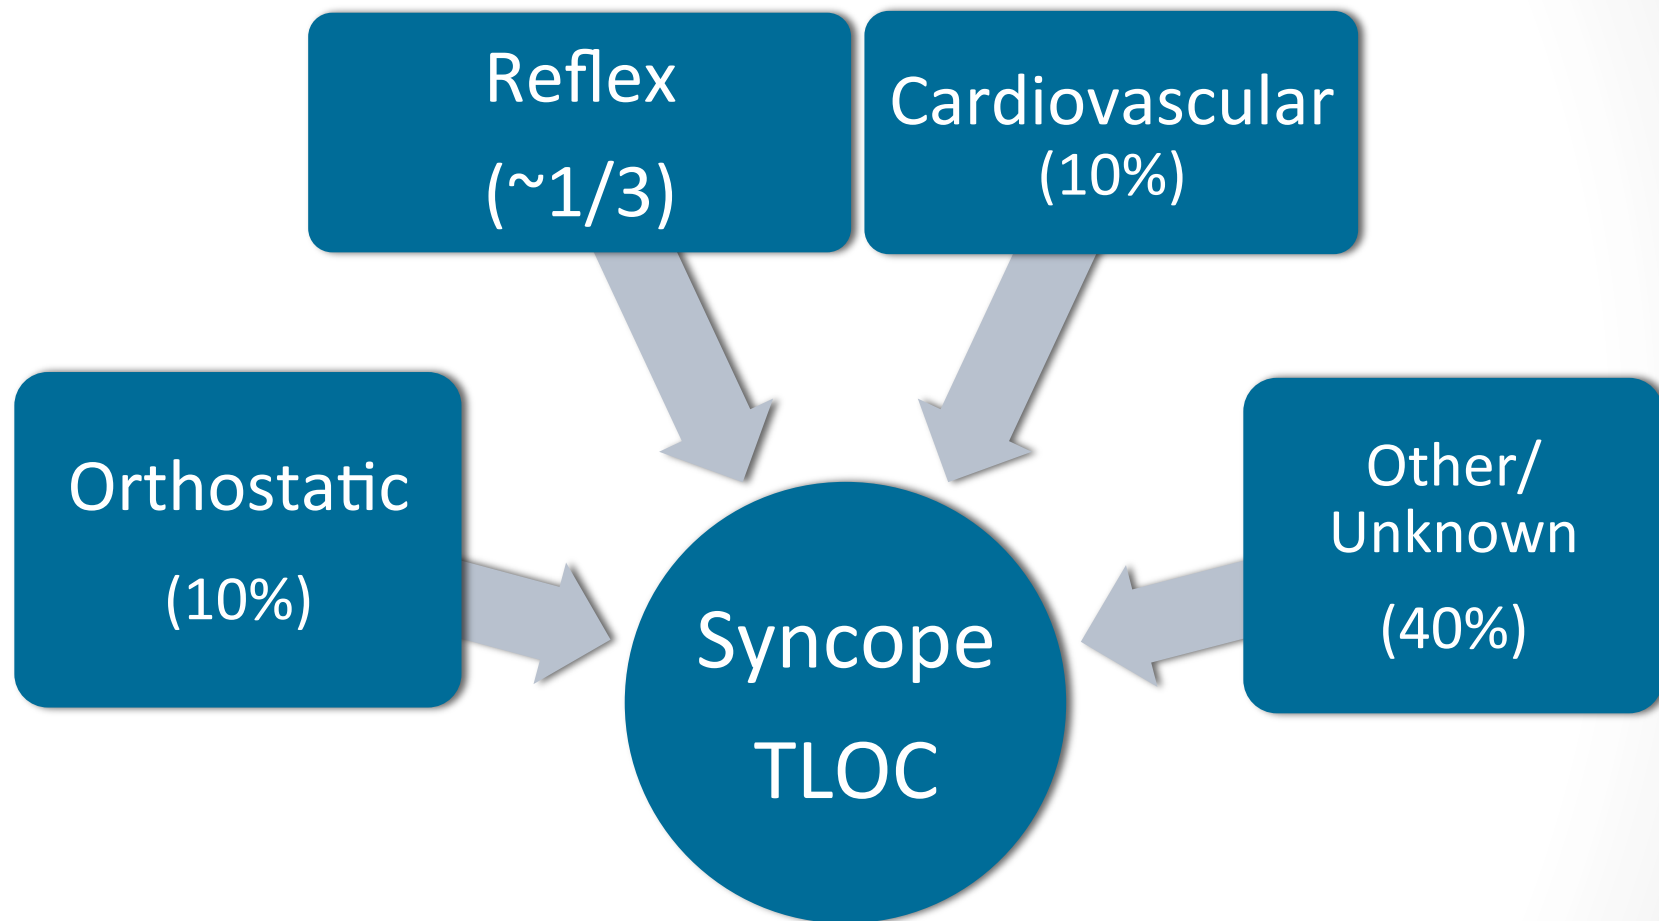 Reflex
(~1/3)
Cardiovascular
(10%)
Orthostatic
(10%)
Other/
Unknown
(40%)
Syncope
TLOC